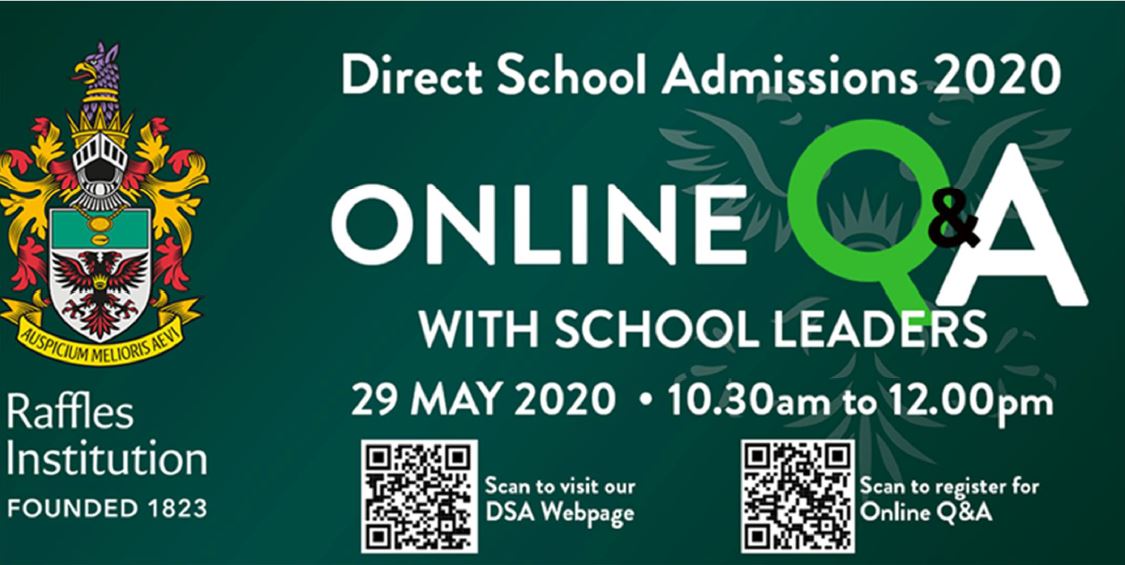 AUSPICIUM MELIORIS AEVI
Raffles
Institution
FOUNDED 1823
Direct School Admissions 2020
ONLINE Q&A
WITH SCHOOL LEADERS
29 MAY 2020 • 10.30am to 12.00pm
Scan to visit our
DSA Webpage
Scan to register for
Online Q&A